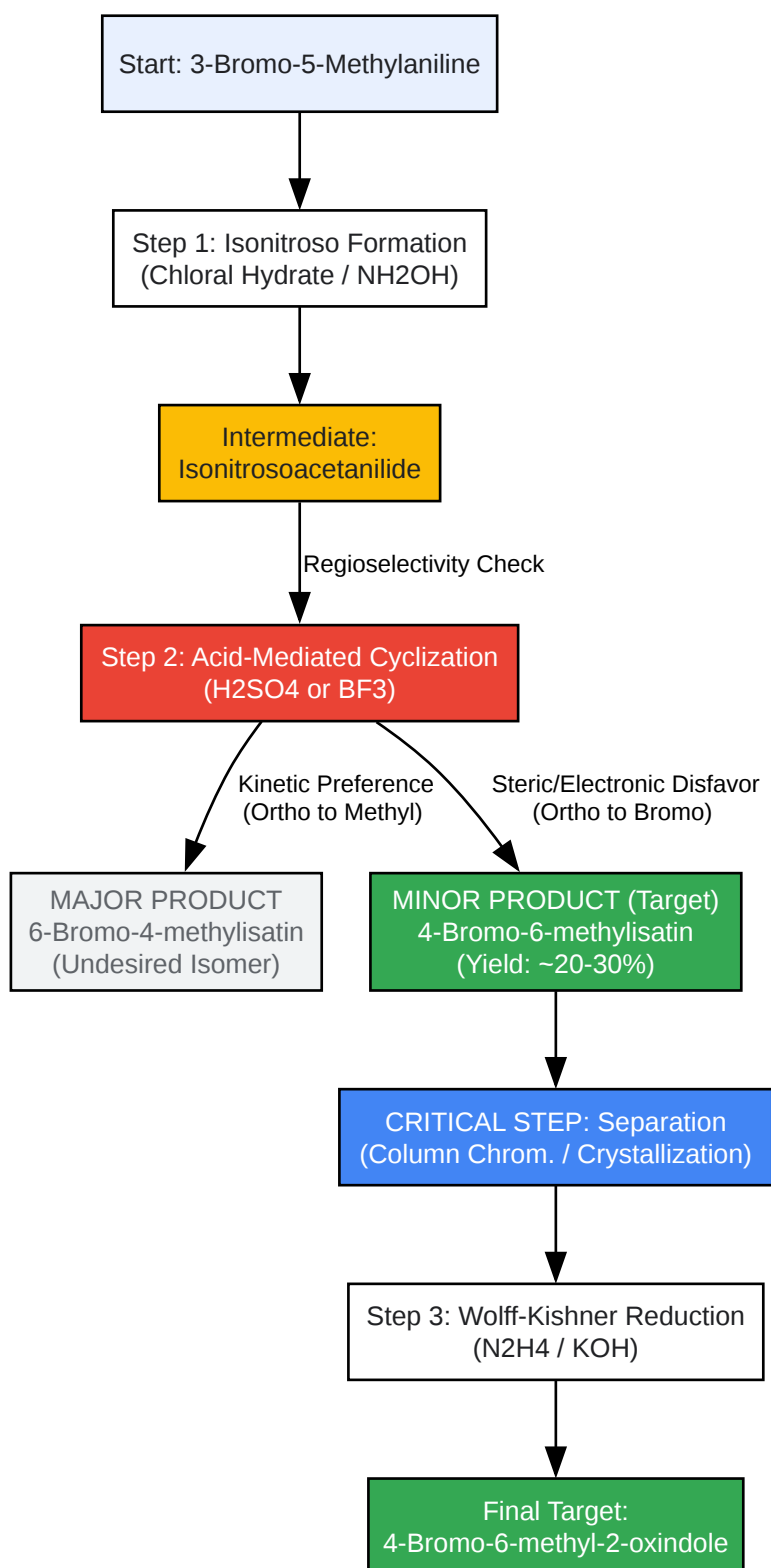 Start: 3-Bromo-5-Methylaniline
Step 1: Isonitroso Formation
(Chloral Hydrate / NH2OH)
Intermediate:
Isonitrosoacetanilide
Regioselectivity Check
Step 2: Acid-Mediated Cyclization
(H2SO4 or BF3)
Kinetic Preference
(Ortho to Methyl)
Steric/Electronic Disfavor
(Ortho to Bromo)
MAJOR PRODUCT
6-Bromo-4-methylisatin
(Undesired Isomer)
MINOR PRODUCT (Target)
4-Bromo-6-methylisatin
(Yield: ~20-30%)
CRITICAL STEP: Separation
(Column Chrom. / Crystallization)
Step 3: Wolff-Kishner Reduction
(N2H4 / KOH)
Final Target:
4-Bromo-6-methyl-2-oxindole